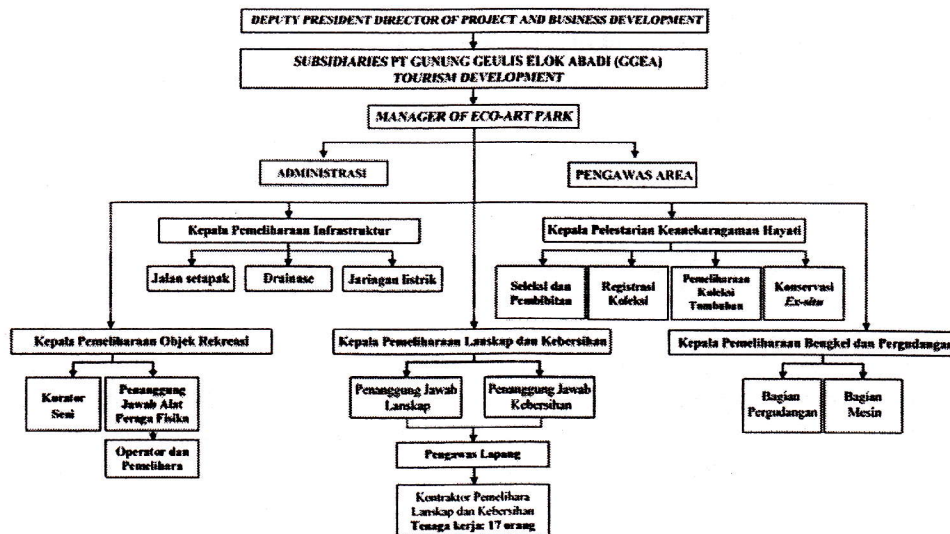 DEPUTY PRESIDENT DIRECTOR OF PROJECT AND BUSINESS DEVELOPMENT
SUBSIDIARIES PT GUNUNG GEULIS ELOK ABADI (GGEA)
TOURISM DEVELOPMENT
MANAGER OF ECO-ART PARK
ADMINISTRASI
PENGAWAS AREA
Kepala Pemeliharaan Infrastruktur
Kepala Pelestarian Keanekaragaman Hayati
Jalan setapak
Drainase
Jaringan listrik
Seleksi dan
Pembibitan
Registrasi
Koleksi
Pemeliharaan
Koleksi
Tumbuhan
Konservasi
Ex-situ
Kepala Pemeliharaan Objek Rekreasi
Kepala Pemeliharaan Lanskap dan Kebersihan
Kepala Pemeliharaan Bengkel dan Pergudangan
Kurator
Seni
Penanggung
Jawab Alat
Peraga Fisika
Penanggung Jawab
Lanskap
Penanggung Jawab
Kebersihan
Bagian
Pergudangan
Bagian
Mesin
Operator dan
Pemelihara
Pengawas Lapang
Kontraktor Pemelihara
Lanskap dan Kebersihan
Tenaga kerja: 17 orang